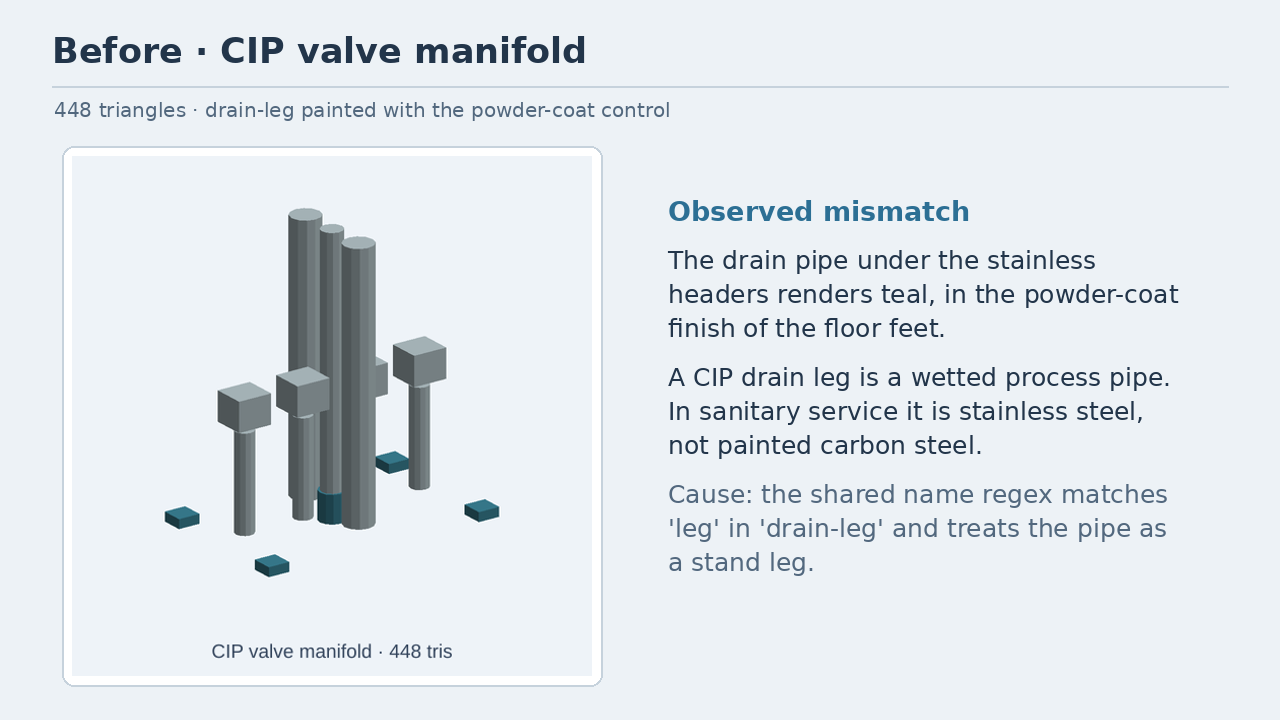 Before · CIP valve manifold
448 triangles · drain-leg painted with the powder-coat control
CIP valve manifold · 448 tris
Observed mismatch
The drain pipe under the stainless
headers renders teal, in the powder-coat
finish of the floor feet.
A CIP drain leg is a wetted process pipe.
In sanitary service it is stainless steel,
not painted carbon steel.
Cause: the shared name regex matches
'leg' in 'drain-leg' and treats the pipe as
a stand leg.